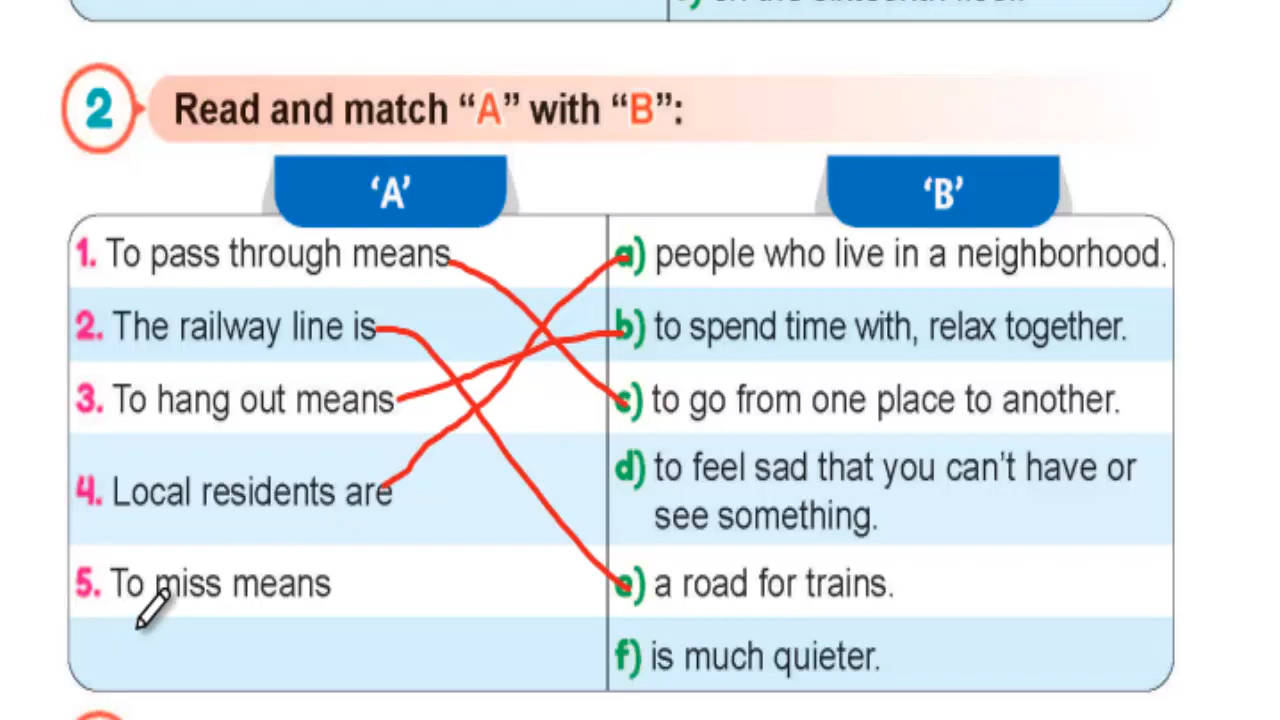 2
Read and match “A” with “B”:
‘A’
‘B’
1. To pass through means
a) people who live in a neighborhood.
2. The railway line is
b) to spend time with, relax together.
3. To hang out means
c) to go from one place to another.
4. Local residents are
d) to feel sad that you can’t have or
see something.
5. To miss means
e) a road for trains.
f) is much quieter.